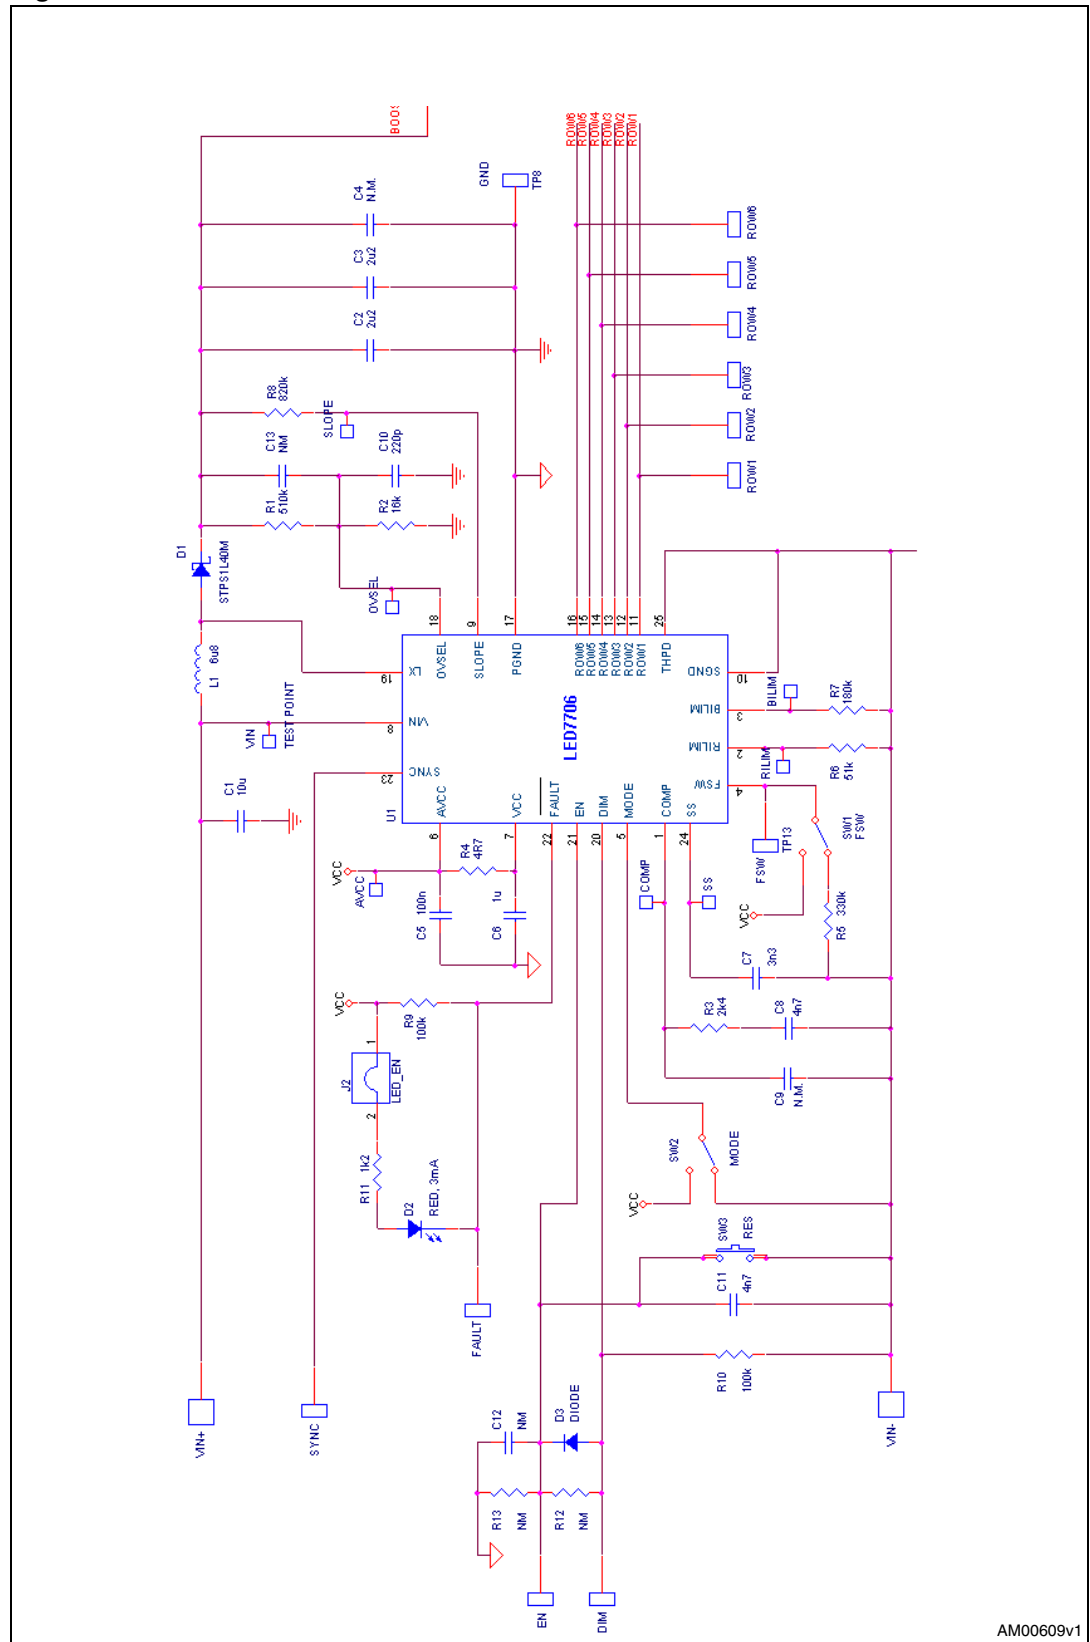 BOOS
C4
N.M.
C3
2u2
C2
2u2
GND
TP8
ROW6
ROW5
ROW4
ROW3
ROW2
ROW1
ROW6
ROW5
ROW4
ROW3
ROW2
ROW1
R8
820k
SLOPE
C13
NM
C10
220p
R1
510k
R2
16k
D1
STPS1L40M
OVSEL
L1
6u8
VIN
TEST POINT
C1
10u
19
8
23
18
9
17
16
15
14
13
12
11
25
LX
VIN
SYNC
OVSEL
SLOPE
PGND
ROW6
ROW5
ROW4
ROW3
ROW2
ROW1
THPD
SGND
BILIM
RILIM
FSW
LED7706
U1
AVCC
VCC
FAULT
EN
DIM
MODE
COMP
SS
10
3
2
4
6
7
22
21
20
5
1
24
BILIM
R7
180k
RILIM
R6
51k
SW1
FSW
TP13
FSW
VCC
R5
330k
VCC
AVCC
R4
4R7
C5
100n
C6
1u
COMP
SS
C7
3n3
R3
2k4
C8
4n7
C9
N.M.
VCC
R9
100k
J2
LED_EN
1
2
R11
1k2
D2
RED, 3mA
FAULT
SW2
MODE
VCC
SW3
RES
C11
4n7
R10
100k
VIN+
SYNC
VIN-
C12
NM
D3
DIODE
R13
NM
R12
NM
EN
DIM
AM00609v1